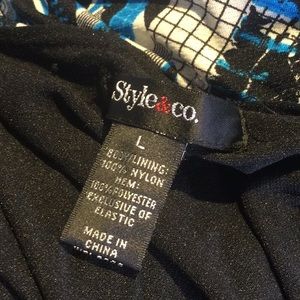 Style&co.
L
BODY/LINING:
100% NYLON
HEM:
100% POLYESTER
EXCLUSIVE OF
ELASTIC
MADE IN
CHINA